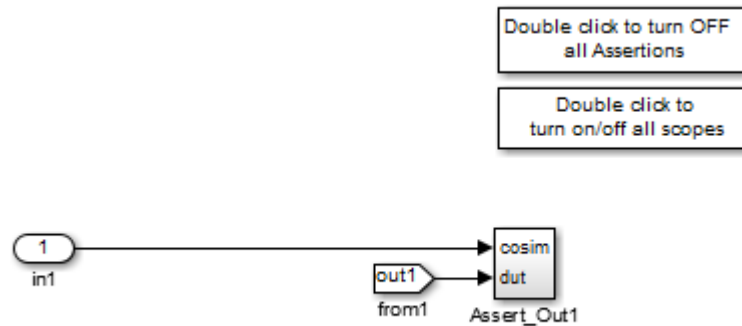 Double click to turn OFF
all Assertions
Double click to
turn on/off all scopes
1
cosim
in1
out1
dut
from1
Assert_Out1